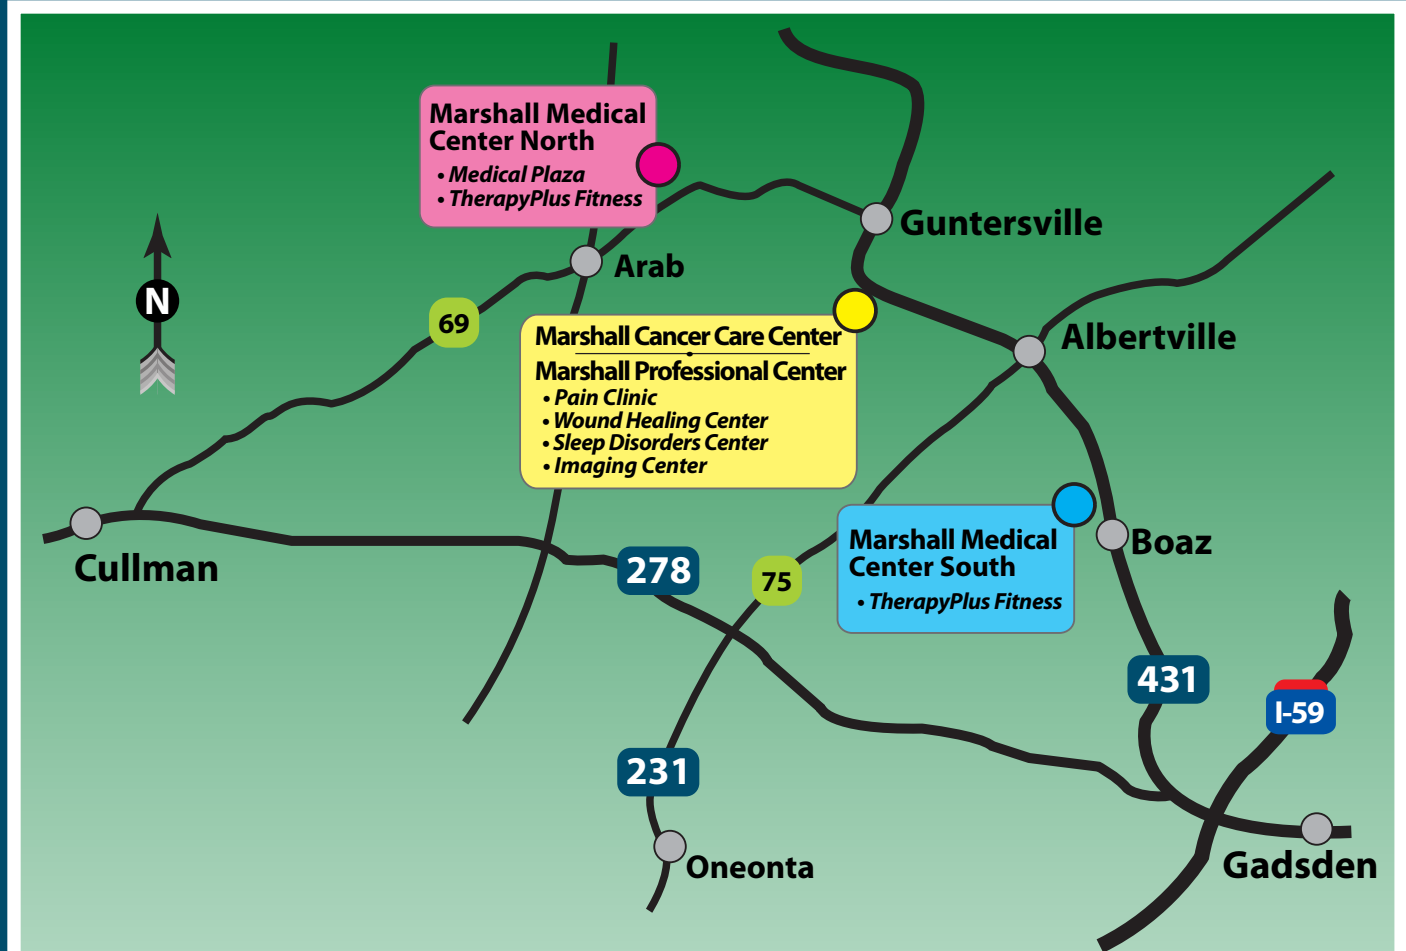 Marshall Medical
Center North
• Medical Plaza
• TherapyPlus Fitness
Guntersville
Arab
N
69
Marshall Cancer Care Center
Marshall Professional Center
• Pain Clinic
• Wound Healing Center
• Sleep Disorders Center
• Imaging Center
Albertville
Cullman
278
75
Marshall Medical
Center South
• TherapyPlus Fitness
Boaz
431
I-59
231
Oneonta
Gadsden